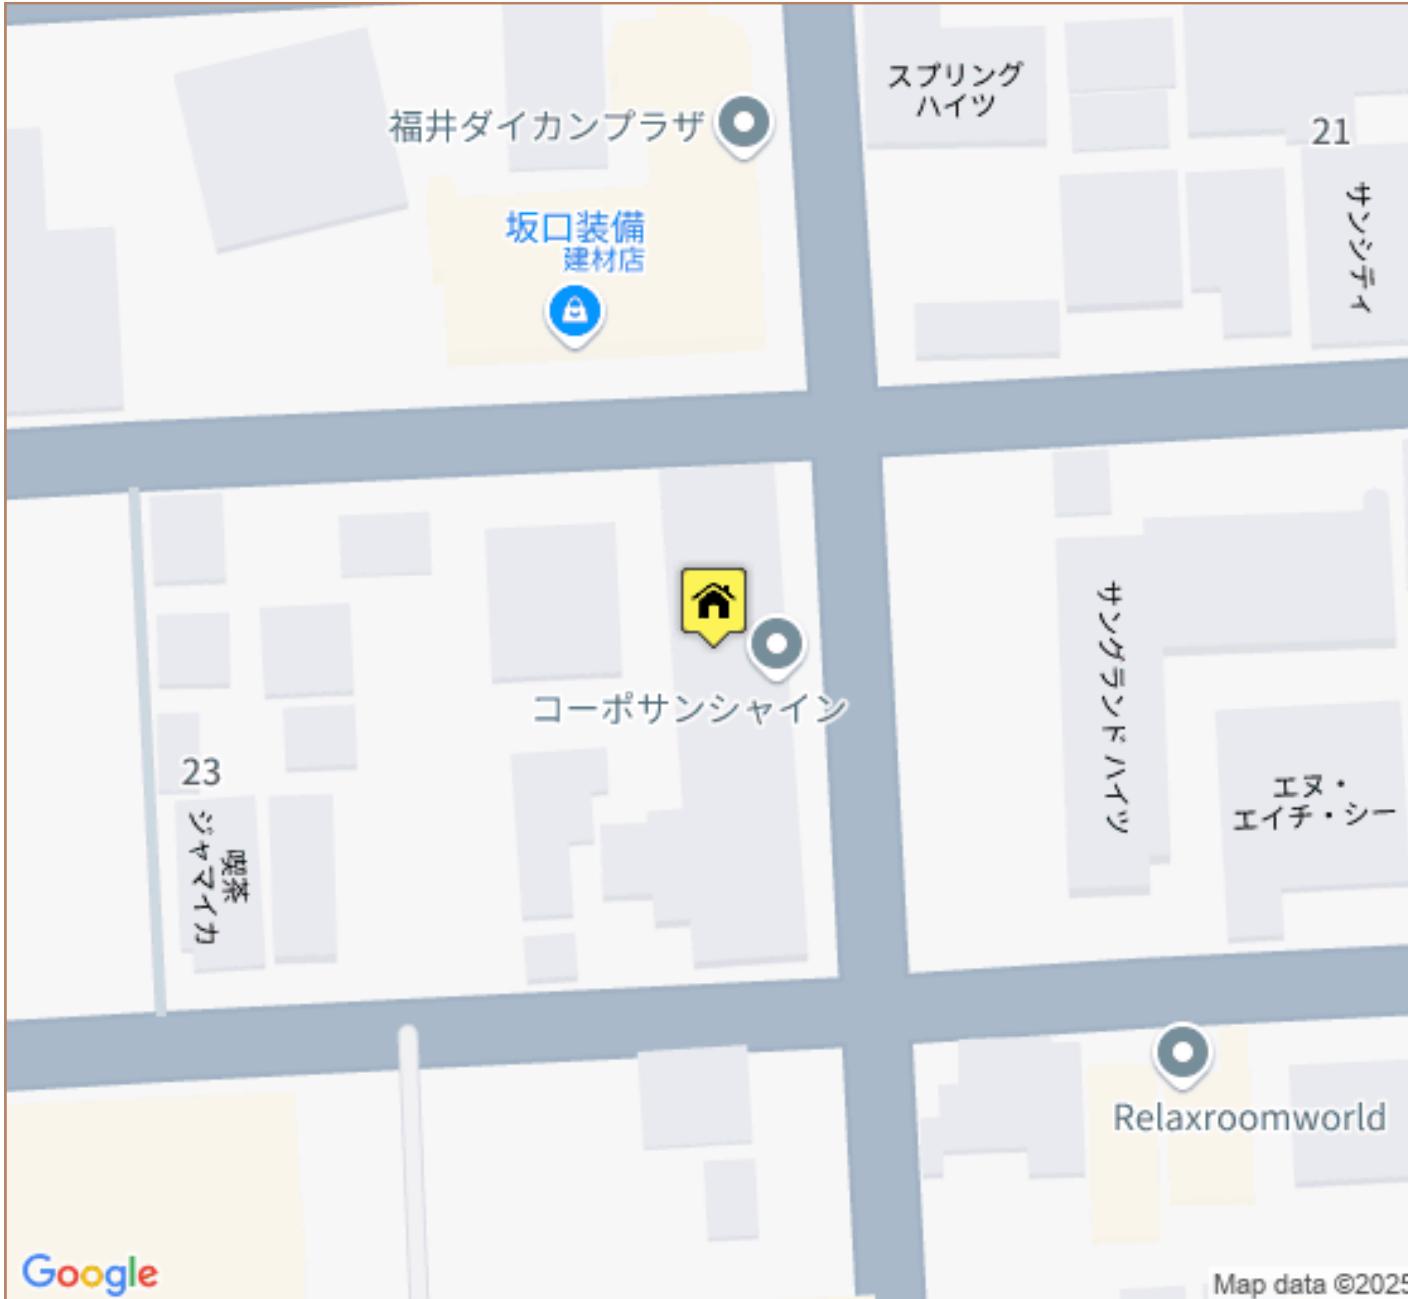 スプリング
ハイツ
福井ダイカンプラザ
21
サンシティ
坂口装備
建材店
サングランド ハイツ
コーポサンシャイン
23
エヌ・
エイチ・シー
喫茶
ジャマイカ
Relaxroomworld
Google
Map data ©2025